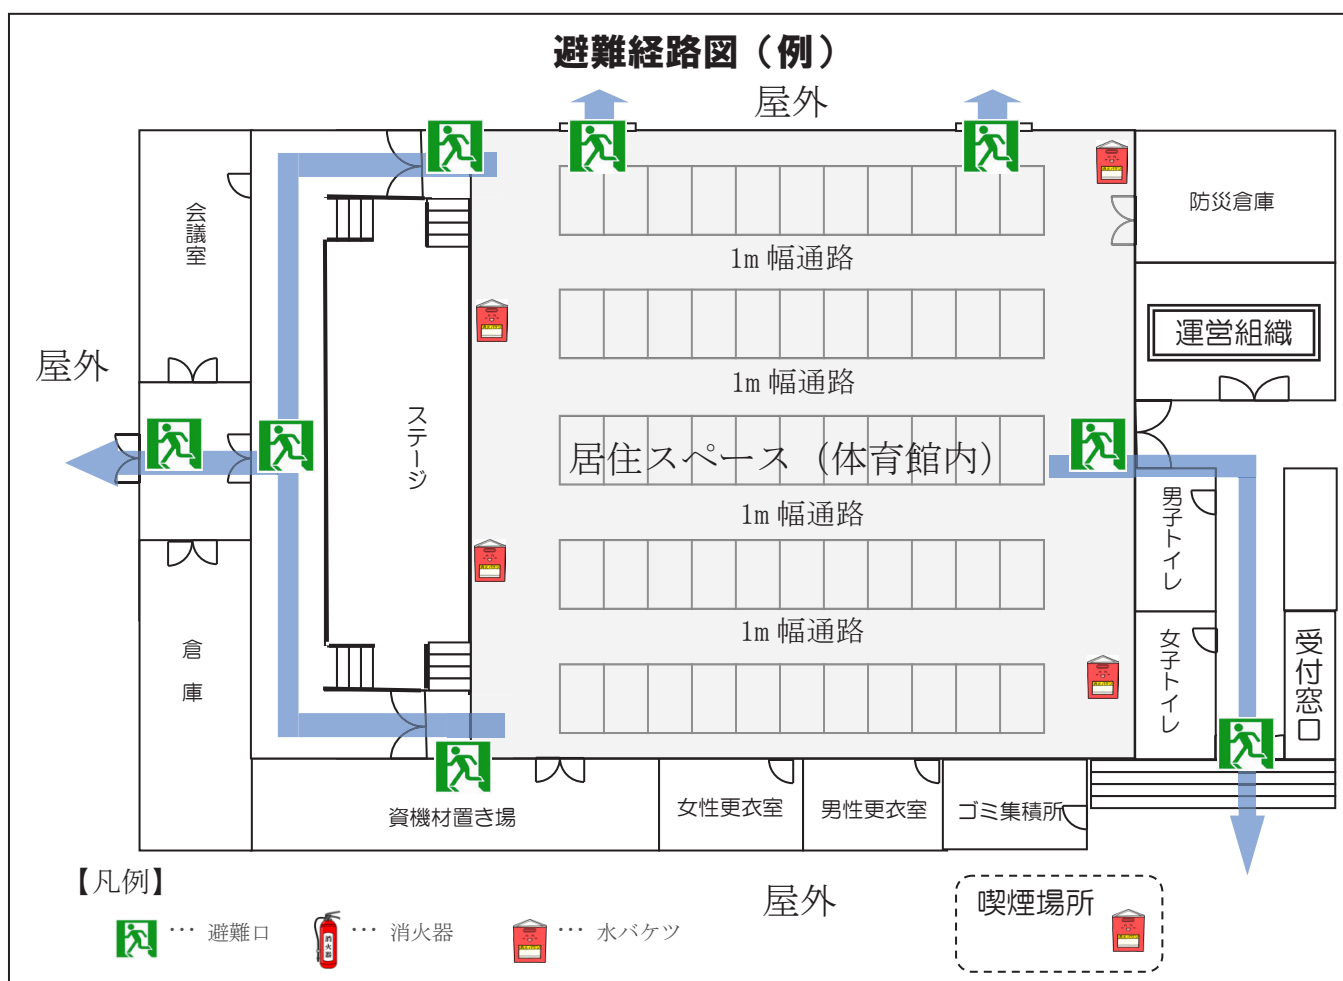 避難経路図（例）
屋外
防災倉庫
会議室
1m 幅通路
運営組織
屋外
1m 幅通路
ステージ
居住スペース（体育館内）
1m 幅通路
男子トイレ
1m 幅通路
倉庫
女子トイレ
受付窓口
資機材置き場
女性更衣室
男性更衣室
ゴミ集積所
【凡例】
屋外
喫煙場所
… 避難口
消火器
… 消火器
… 水バケツ